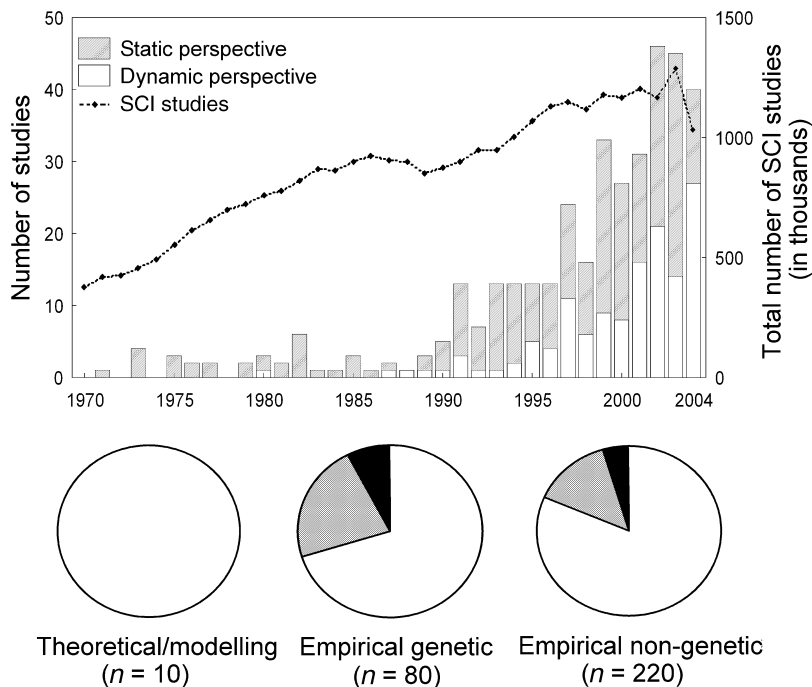 50
40
30
20
10
0
Number of studies
Static perspective
Dynamic perspective
SCI studies
1500
1000
500
0
Total number of SCI studies
(in thousands)
1970
1975
1980
1985
1990
1995
2000
2004
Theoretical/modelling
(n = 10)
Empirical genetic
(n = 80)
Empirical non-genetic
(n = 220)